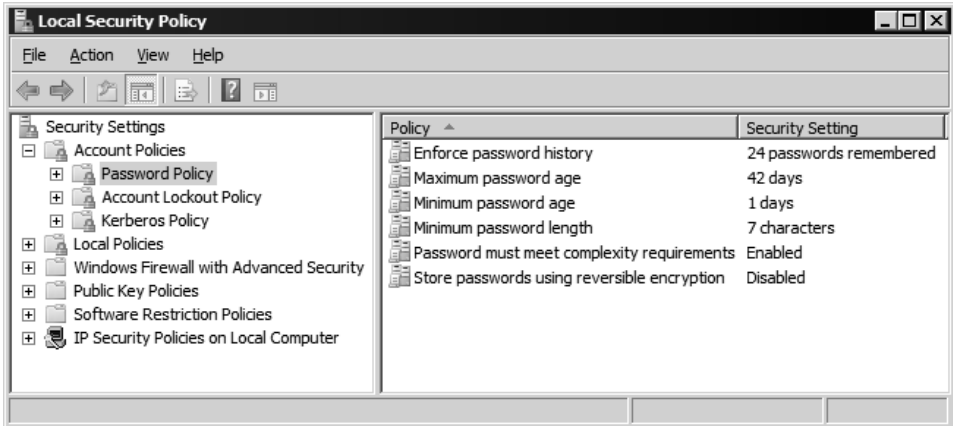 Local Security Policy
File Action View Help
Security Settings
Account Policies
Password Policy
Account Lockout Policy
Kerberos Policy
Local Policies
Windows Firewall with Advanced Security
Public Key Policies
Software Restriction Policies
IP Security Policies on Local Computer
Policy Security Setting
Enforce password history 24 passwords remembered
Maximum password age 42 days
Minimum password age 1 days
Minimum password length 7 characters
Password must meet complexity requirements Enabled
Store passwords using reversible encryption Disabled